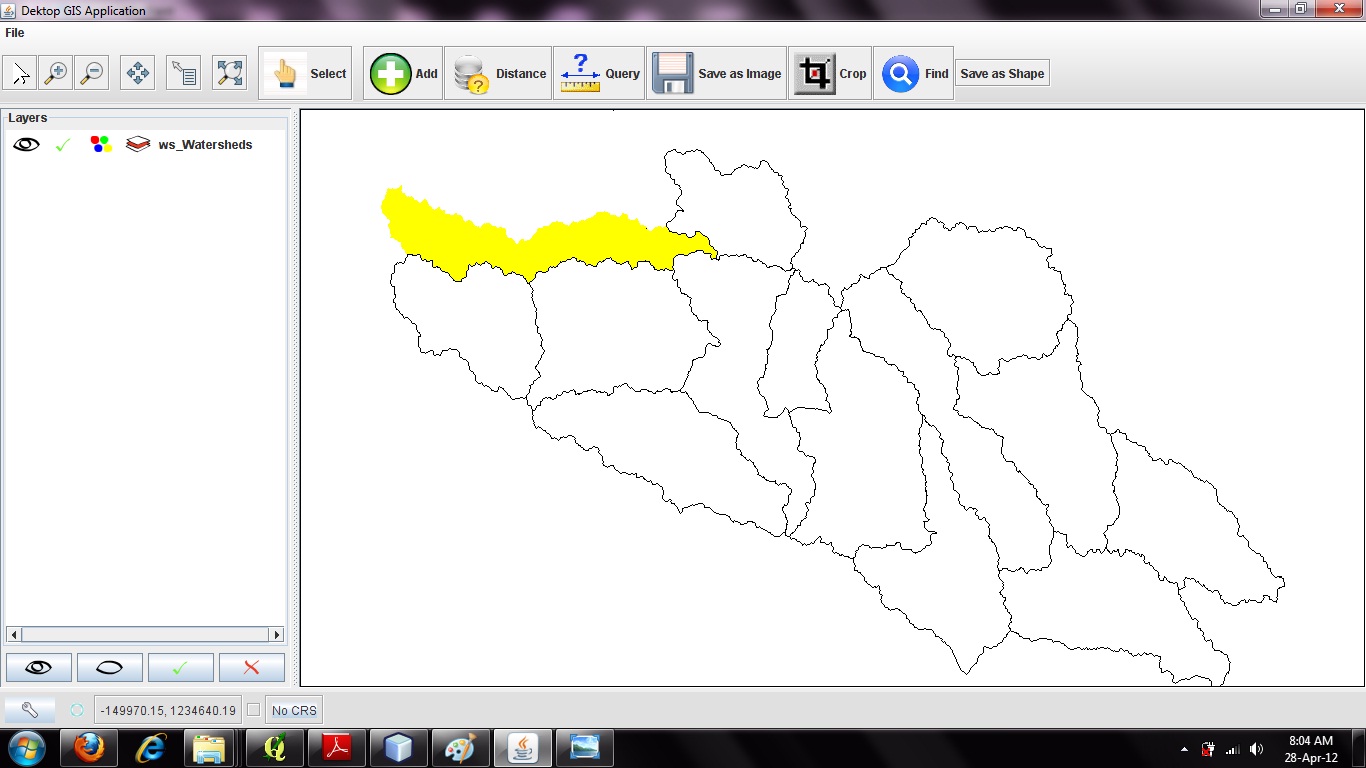 Dektop GIS Application
File
Select
Add
Distance
Query
Save as Image
Crop
Find
Save as Shape
Layers
ws_Watersheds
-149970.15, 1234640.19
No CRS
8:04 AM
28-Apr-12